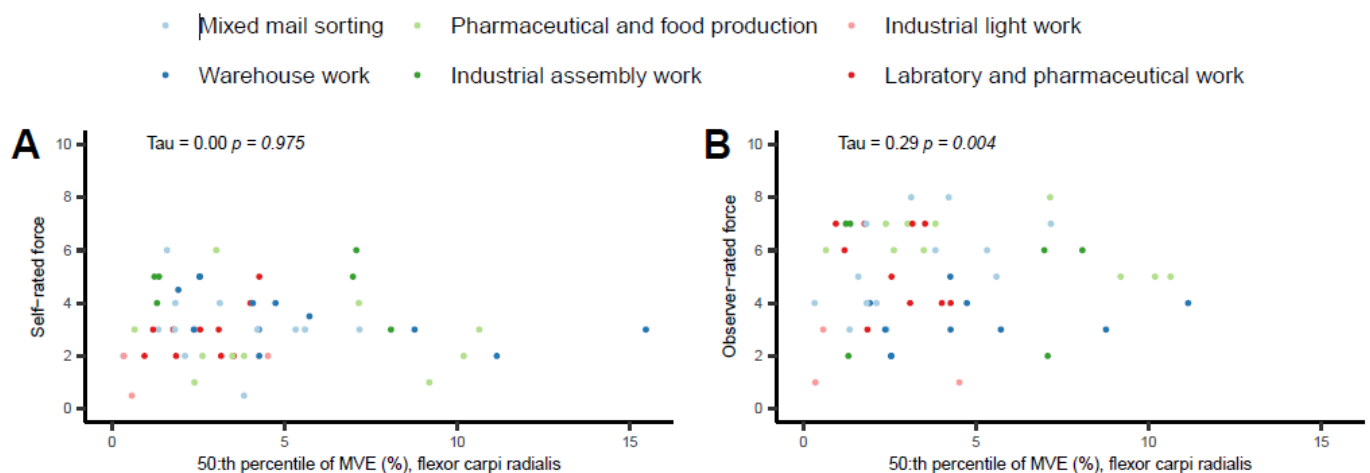 Mixed mail sorting Pharmaceutical and food production Industrial light work
Warehouse work Industrial assembly work Labratory and pharmaceutical work
A
Tau = 0.00 p = 0.975
10
8
6
4
2
0
Self-rated force
0 5 10 15
50:th percentile of MVE (%), flexor carpi radialis
B
Tau = 0.29 p = 0.004
10
8
6
4
2
0
Observer-rated force
0 5 10 15
50:th percentile of MVE (%), flexor carpi radialis